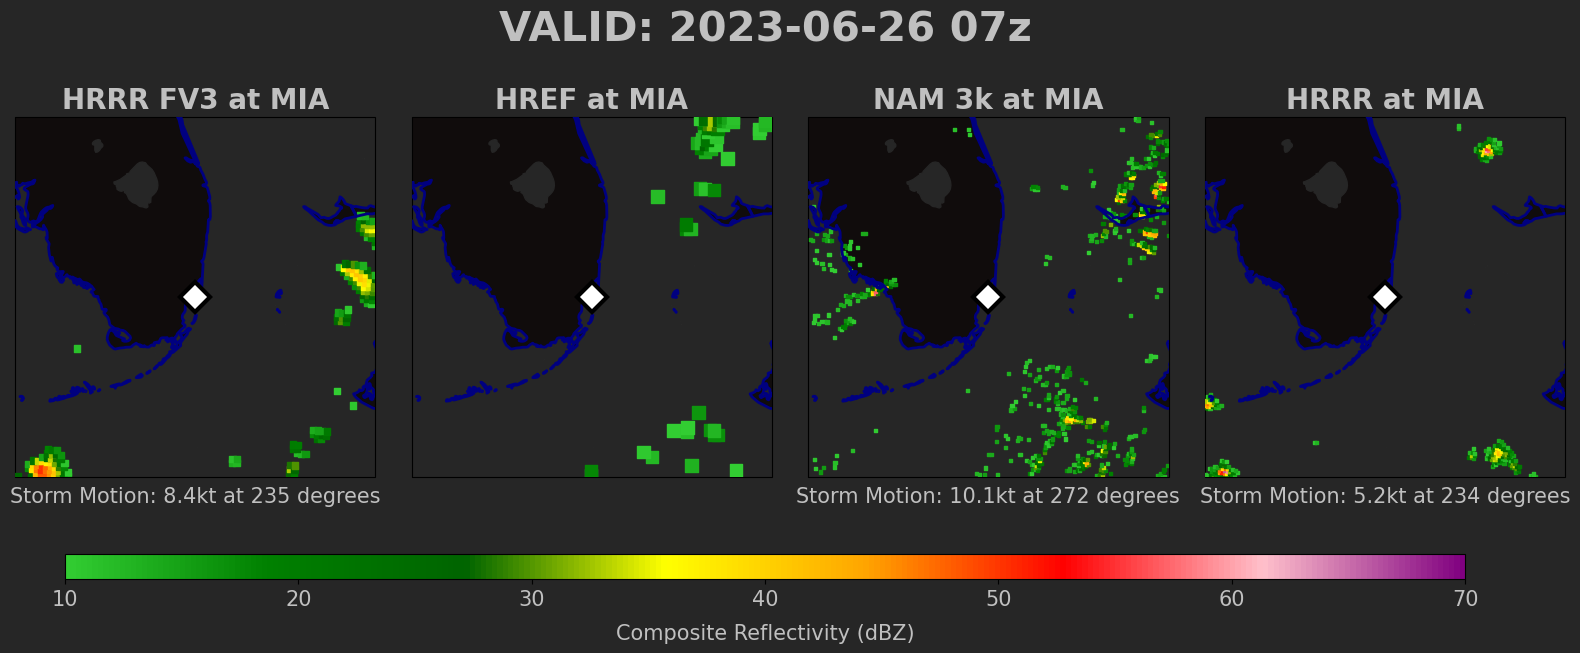 VALID: 2023-06-26 07z
HRRR FV3 at MIA
HREF at MIA
NAM 3k at MIA
HRRR at MIA
Storm Motion: 8.4kt at 235 degrees
Storm Motion: 10.1kt at 272 degrees
Storm Motion: 5.2kt at 234 degrees
10 20 30 40 50 60 70
Composite Reflectivity (dBZ)